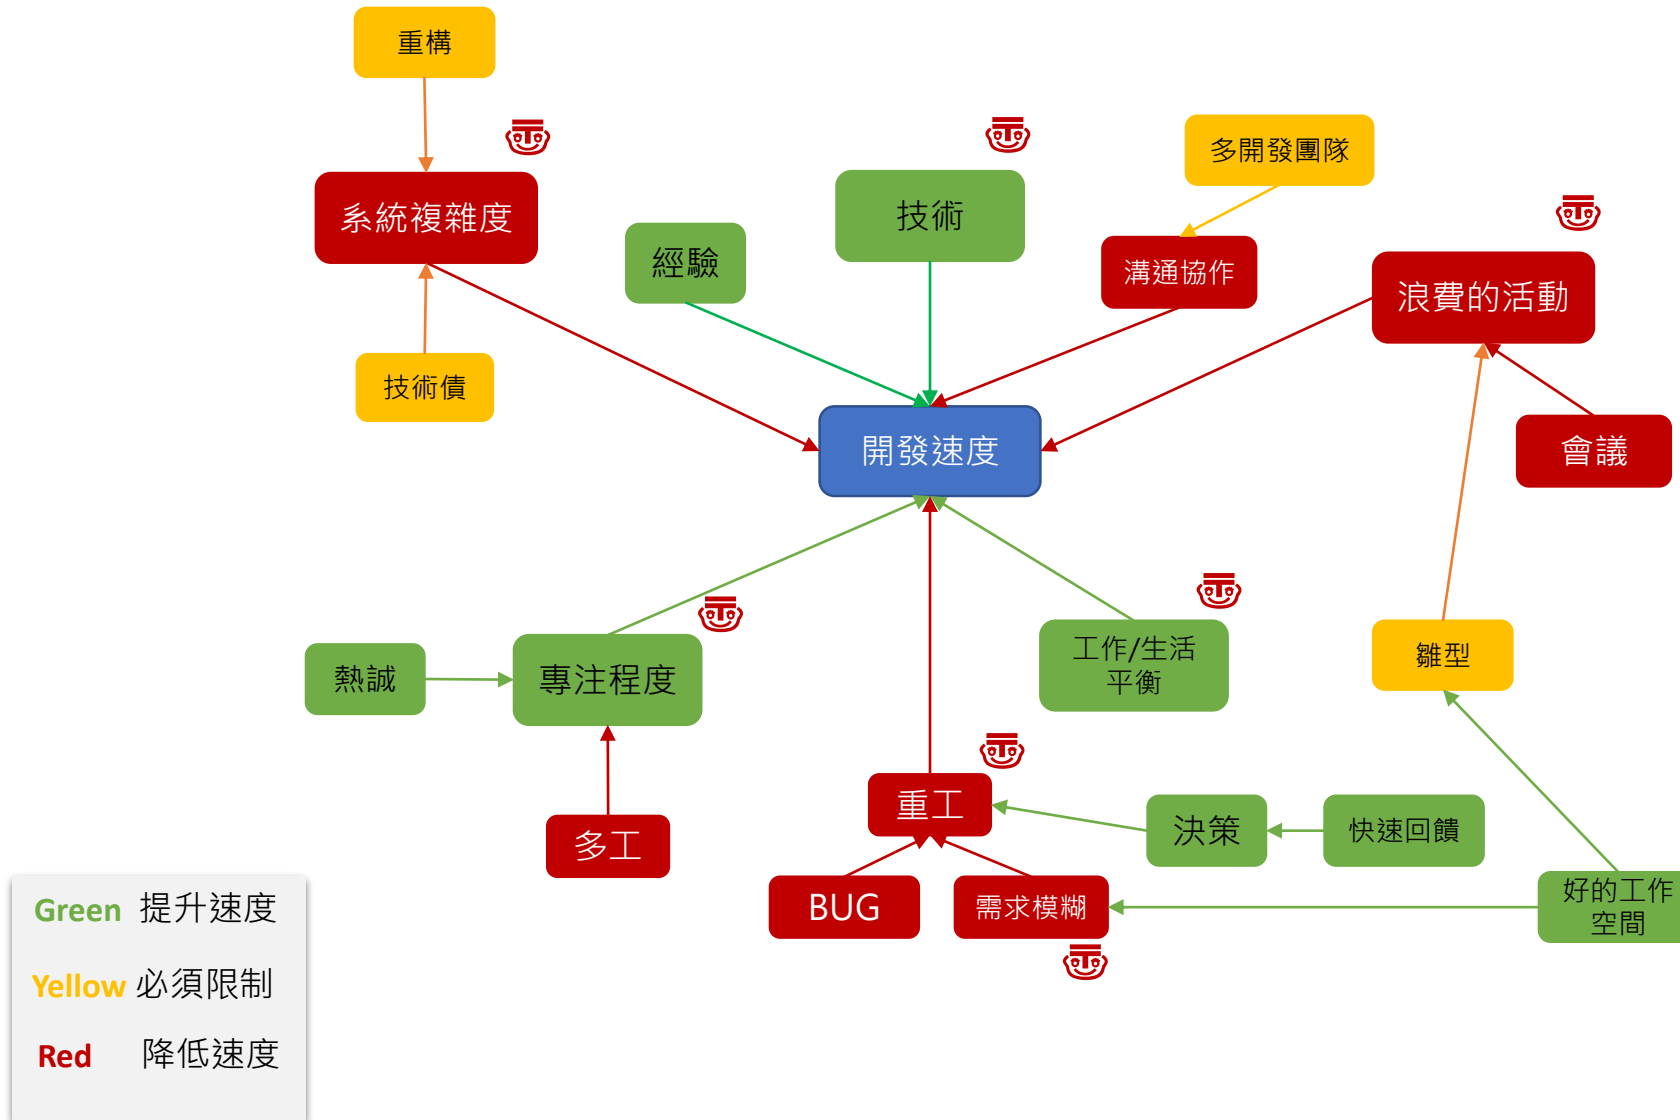 重構
多開發團隊
系統複雜度
技術
經驗
溝通協作
浪費的活動
技術債
開發速度
會議
熱誠
專注程度
工作/生活
平衡
雛型
多工
重工
決策
快速回饋
BUG
需求模糊
好的工作
空間
Green 提升速度
Yellow 必須限制
Red 降低速度